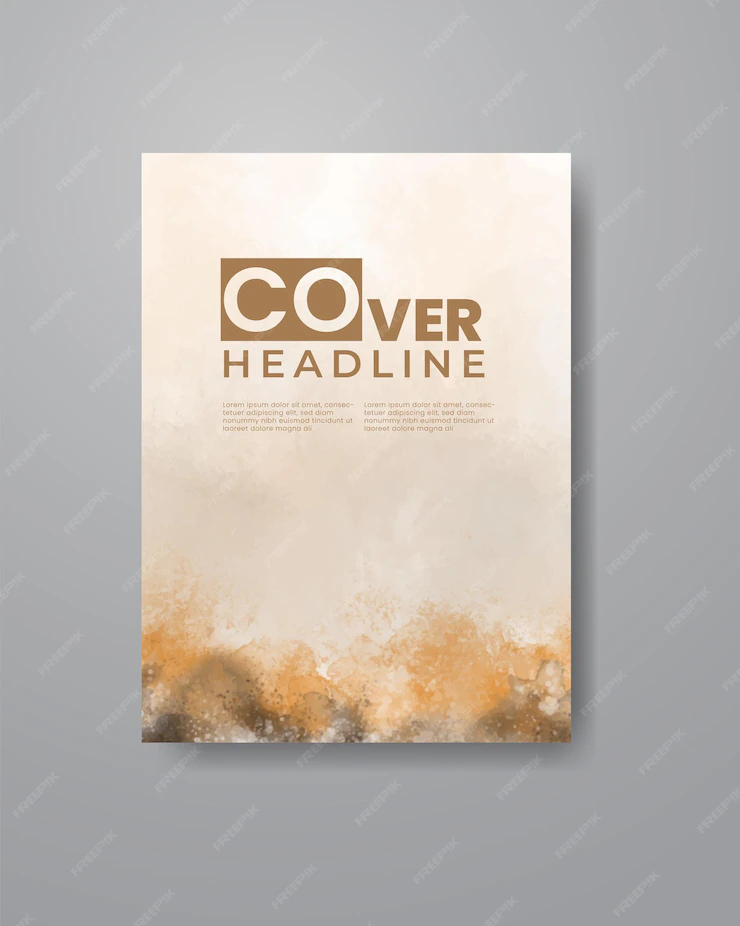 COVER
HEADLINE
Lorem ipsum dolor sit amet, consec-
tetuer adipiscing elit, sed diam
nonummy nibh euismod tincidunt ut
laoreet dolore magna ali
Lorem ipsum dolor sit amet, consec-
tetuer adipiscing elit, sed diam
nonummy nibh euismod tincidunt ut
laoreet dolore magna ali
FREEPIK